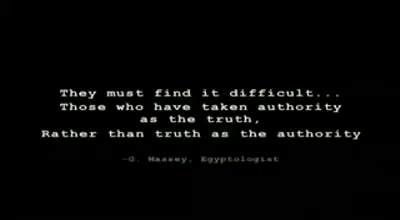 They must find it difficult...
Those who have taken authority
as the truth,
Rather than truth as the authority
-G. Massey, Egyptologist